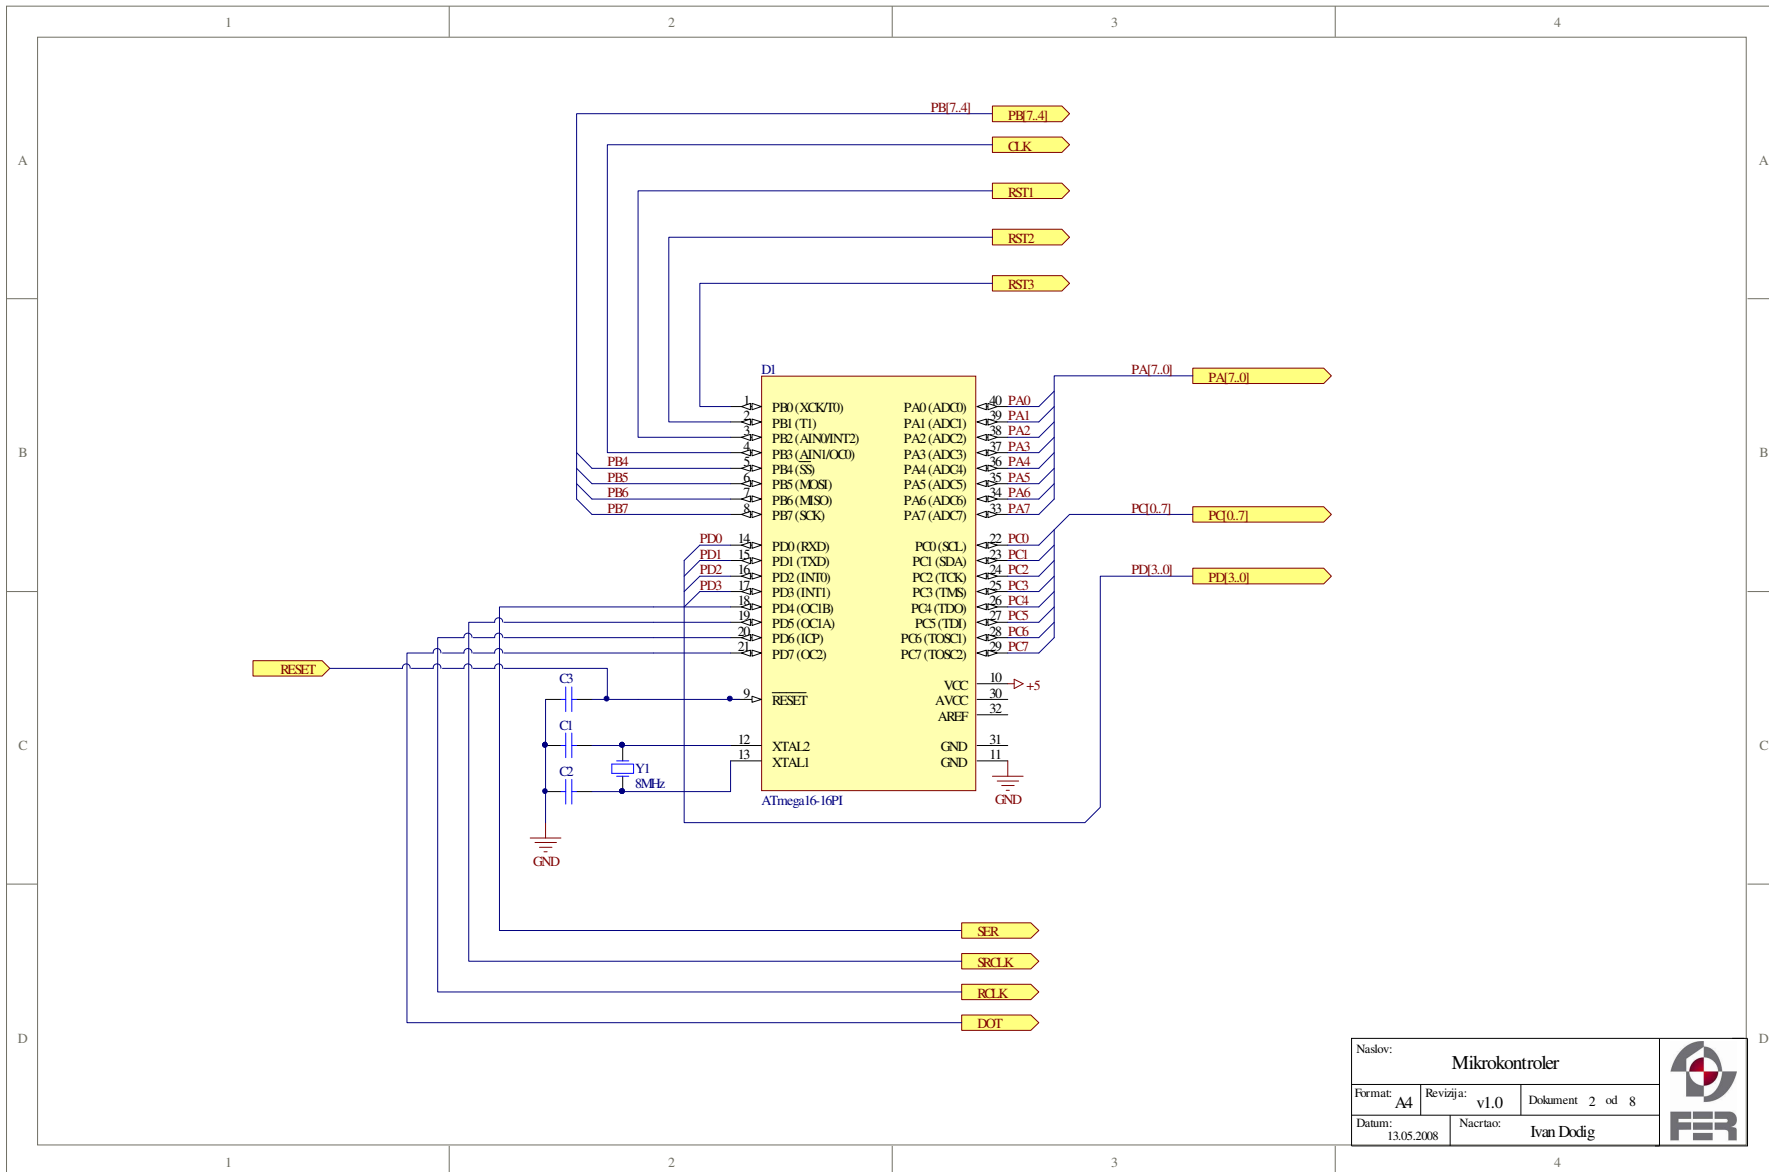 1 2 3 4
A A
B B
C C
D D
PB[7..4] PB[7..4]
CLK
RST1
RST2
RST3
D1
PA[7..0] PA[7..0]
1 PB0 (XCK/T0) PA0 (ADC0) 40 PA0
2 PB1 (T1) PA1 (ADC1) 39 PA1
3 PB2 (AIN0/INT2) PA2 (ADC2) 38 PA2
4 PB3 (AIN1/OC0) PA3 (ADC3) 37 PA3
PB4 5 PB4 (SS) PA4 (ADC4) 36 PA4
PB5 6 PB5 (MOSI) PA5 (ADC5) 35 PA5
PB6 7 PB6 (MISO) PA6 (ADC6) 34 PA6
PB7 8 PB7 (SCK) PA7 (ADC7) 33 PA7
PC[0..7] PC[0..7]
PD0 14 PD0 (RXD) PC0 (SCL) 22 PC0
PD1 15 PD1 (TXD) PC1 (SDA) 23 PC1
PD2 16 PD2 (INT0) PC2 (TCK) 24 PC2
PD[3..0] PD[3..0]
PD3 17 PD3 (INT1) PC3 (TMS) 25 PC3
18 PD4 (OC1B) PC4 (TDO) 26 PC4
19 PD5 (OC1A) PC5 (TDI) 27 PC5
20 PD6 (ICP) PC6 (TOSC1) 28 PC6
21 PD7 (OC2) PC7 (TOSC2) 29 PC7
RESET
C3
VCC 10 +5
9 RESET AVCC 30
AREF 32
C1
12 XTAL2 GND 31
13 XTAL1 GND 11
C2 Y1
8MHz
ATmega16-16PI GND
GND
SER
SRCLK
RCLK
DOT
Naslov: Mikrokontroler
Format: A4 Revizija: v1.0 Dokument 2 od 8
Datum: 13.05.2008 Nacrtao: Ivan Dodig
FER
1 2 3 4